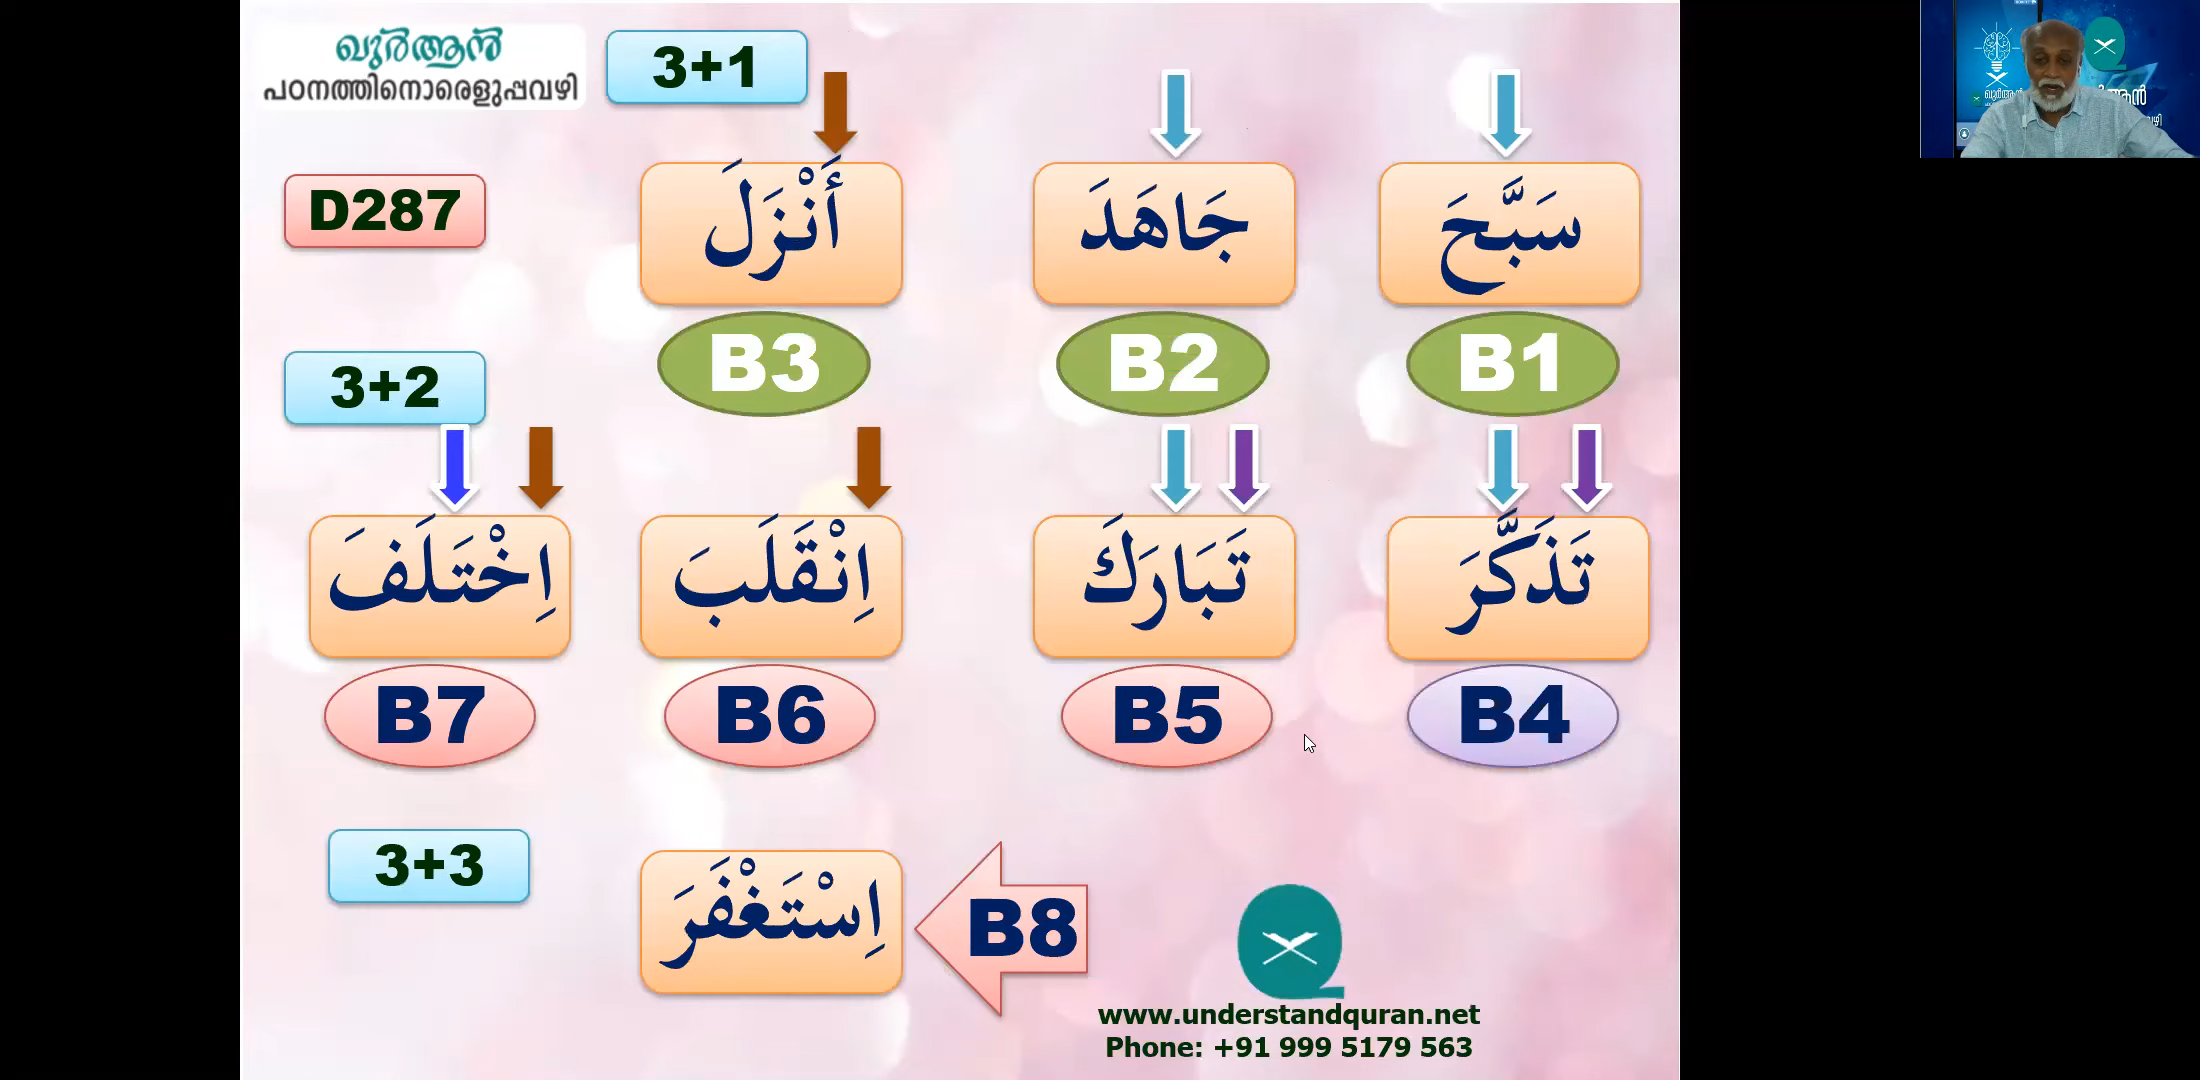 ഖുർആൻ
പഠനത്തിനൊരെളുപ്പവഴി
3+1
D287
سَبَّحَ
جَاهَدَ
أَنْزَلَ
B1
B2
B3
3+2
تَذَكَّرَ
تَبَارَكَ
اِنْقَلَبَ
اِخْتَلَفَ
B4
B5
B6
B7
3+3
B8
اِسْتَغْفَرَ
www.understandquran.net
Phone: +91 999 5179 563